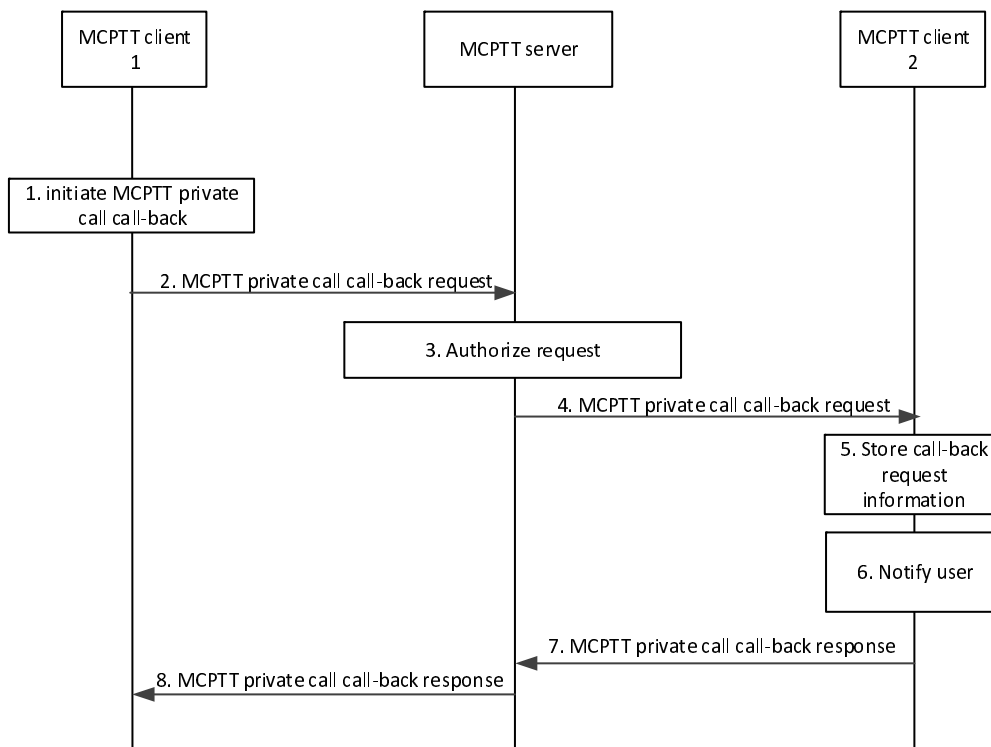 MCPTT client
1
MCPTT server
MCPTT client
2
1. initiate MCPTT private
call call-back
2. MCPTT private call call-back request
3. Authorize request
4. MCPTT private call call-back request
5. Store call-back
request
information
6. Notify user
7. MCPTT private call call-back response
8. MCPTT private call call-back response